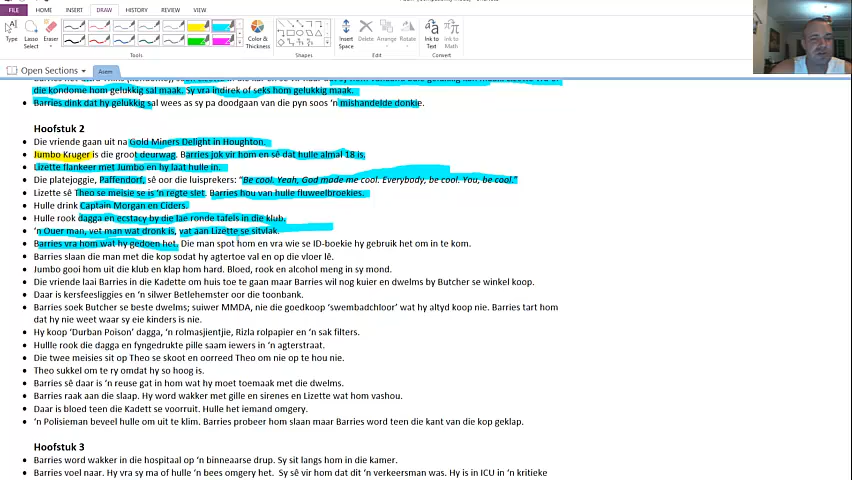 FILE HOME INSERT DRAW HISTORY REVIEW VIEW
Type Lasso Select Eraser Color & Thickness Insert Space Delete Arrange Rotate Ink to Text Ink to Math
Tools Shapes Edit Convert
Open Sections Asem
die kondome hom gelukkig sal maak. Sy vra indirek of seks hom gelukkig maak.
• Barries dink dat hy gelukkig sal wees as sy pa doodgaan van die pyn soos ’n mishandelde donkie.
Hoofstuk 2
• Die vriende gaan uit na Gold Miners Delight in Houghton.
• Jumbo Kruger is die groot deurwag. Barries jok vir hom en sê dat hulle almal 18 is.
• Lizette flankeer met Jumbo en hy laat hulle in.
• Die platejoggie, Paffendorf, sê oor die luisprekers: “Be cool. Yeah, God made me cool. Everybody, be cool. You, be cool.”
• Lizette sê Theo se meisie se is ’n regte slet. Barries hou van hulle fluweelbroekies.
• Hulle drink Captain Morgan en Ciders.
• Hulle rook dagga en ecstacy by die lae ronde tafels in die klub.
• ’n Ouer man, vet man wat dronk is, vat aan Lizette se sitvlak.
• Barries vra hom wat hy gedoen het. Die man spot hom en vra wie se ID-boekie hy gebruik het om in te kom.
• Barries slaan die man met die kop sodat hy agtertoe val en op die vloer lê.
• Jumbo gooi hom uit die klub en klap hom hard. Bloed, rook en alcohol meng in sy mond.
• Die vriende laai Barries in die Kadette om huis toe te gaan maar Barries wil nog kuier en dwelms by Butcher se winkel koop.
• Daar is kersfeesliggies en ’n silwer Betlehemster oor die toonbank.
• Barries soek Butcher se beste dwelms; suiwer MMDA, nie die goedkoop ‘swembadchloor’ wat hy altyd koop nie. Barries tart hom
dat hy nie weet waar sy eie kinders is nie.
• Hy koop ‘Durban Poison’ dagga, ’n rolmasjientjie, Rizla rolpapier en ’n sak filters.
• Hullle rook die dagga en fyngedrukte pille saam iewers in ’n agterstraat.
• Die twee meisies sit op Theo se skoot en oorreed Theo om nie op te hou nie.
• Theo sukkel om te ry omdat hy so hoog is.
• Barries sê daar is ’n reuse gat in hom wat hy moet toemaak met die dwelms.
• Barries raak aan die slaap. Hy word wakker met gille en sirenes en Lizette wat hom vashou.
• Daar is bloed teen die Kadett se voorruit. Hulle het iemand omgery.
• ’n Polisieman beveel hulle om uit te klim. Barries probeer hom slaan maar Barries word teen die kant van die kop geklap.
Hoofstuk 3
• Barries word wakker in die hospitaal op ’n binneaarse drup. Sy sit langs hom in die kamer.
• Barries voel naar. Hy vra sy ma of hulle ’n bees omgery het. Sy sê vir hom dat dit ’n verkeersman was. Hy is in ICU in ’n kritieke